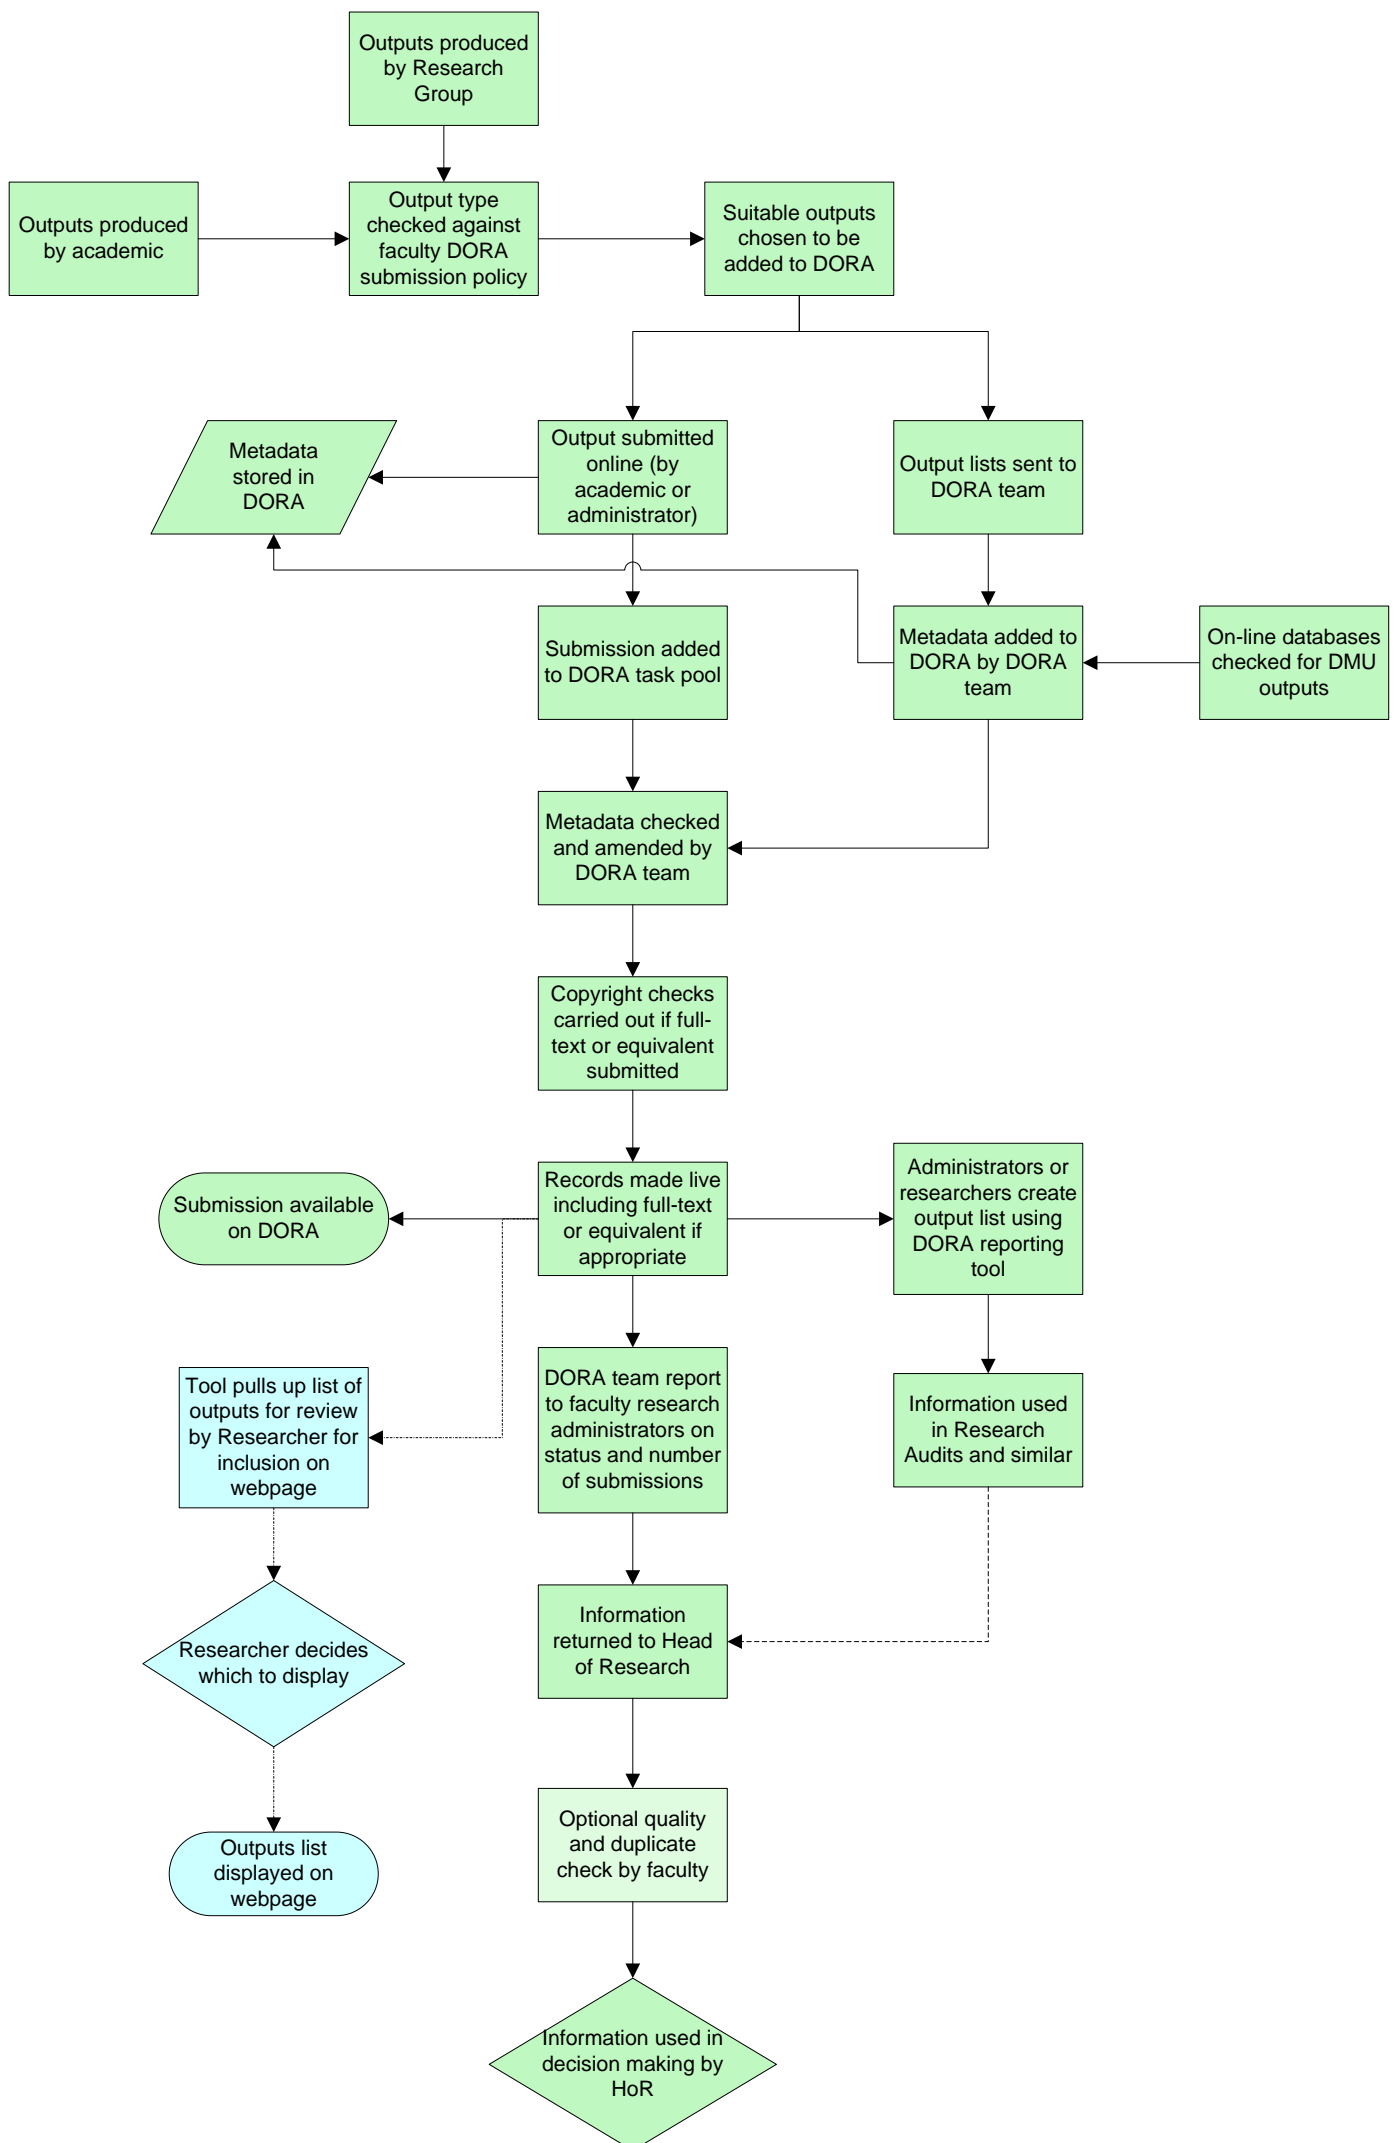 Outputs produced
by Research
Group
Outputs produced
by academic
Output type
checked against
faculty DORA
submission policy
Suitable outputs
chosen to be
added to DORA
Metadata
stored in
DORA
Output submitted
online (by
academic or
administrator)
Output lists sent to
DORA team
Submission added
to DORA task pool
Metadata added to
DORA by DORA
team
On-line databases
checked for DMU
outputs
Metadata checked
and amended by
DORA team
Copyright checks
carried out if full-
text or equivalent
submitted
Submission available
on DORA
Records made live
including full-text
or equivalent if
appropriate
Administrators or
researchers create
output list using
DORA reporting
tool
Tool pulls up list of
outputs for review
by Researcher for
inclusion on
webpage
DORA team report
to faculty research
administrators on
status and number
of submissions
Information used
in Research
Audits and similar
Researcher decides
which to display
Information
returned to Head
of Research
Outputs list
displayed on
webpage
Optional quality
and duplicate
check by faculty
Information used in
decision making by
HoR